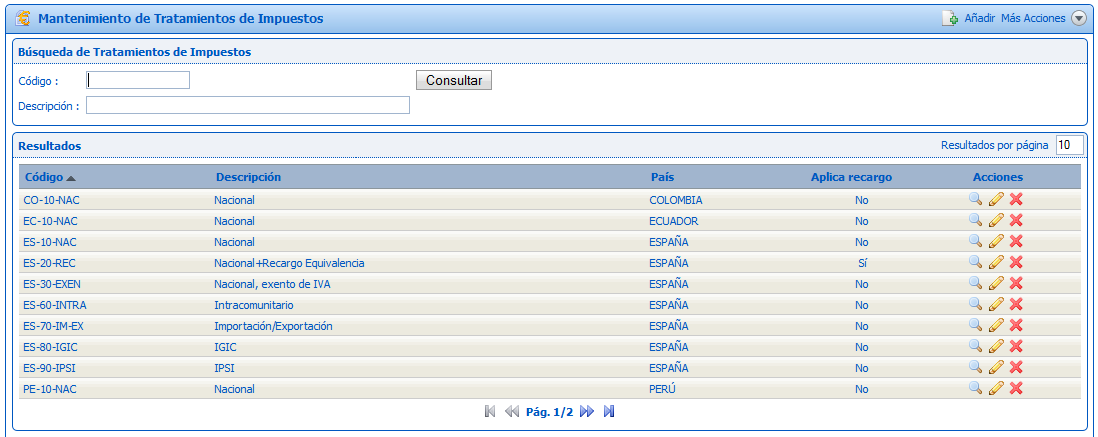 Mantenimiento de Tratamientos de Impuestos Añadir Más Acciones
Búsqueda de Tratamientos de Impuestos
Código : Consultar
Descripción :
Resultados Resultados por página 10
Código Descripción País Aplica recargo Acciones
CO-10-NAC Nacional COLOMBIA No
EC-10-NAC Nacional ECUADOR No
ES-10-NAC Nacional ESPAÑA No
ES-20-REC Nacional+Recargo Equivalencia ESPAÑA Sí
ES-30-EXEN Nacional, exento de IVA ESPAÑA No
ES-60-INTRA Intracomunitario ESPAÑA No
ES-70-IM-EX Importación/Exportación ESPAÑA No
ES-80-IGIC IGIC ESPAÑA No
ES-90-IPSI IPSI ESPAÑA No
PE-10-NAC Nacional PERÚ No
Pág. 1/2